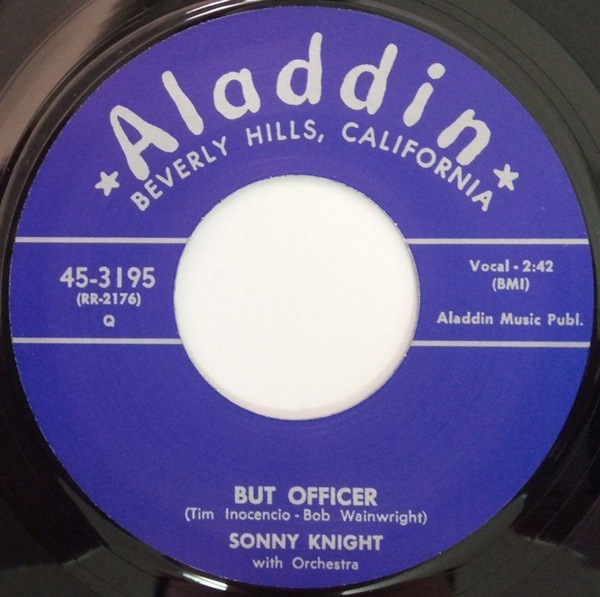 Aladdin
★ BEVERLY HILLS, CALIFORNIA ★
45-3195
(RR-2176)
Q
Vocal - 2:42
(BMI)
Aladdin Music Publ.
BUT OFFICER
(Tim Inocencio - Bob Wainwright)
SONNY KNIGHT
with Orchestra